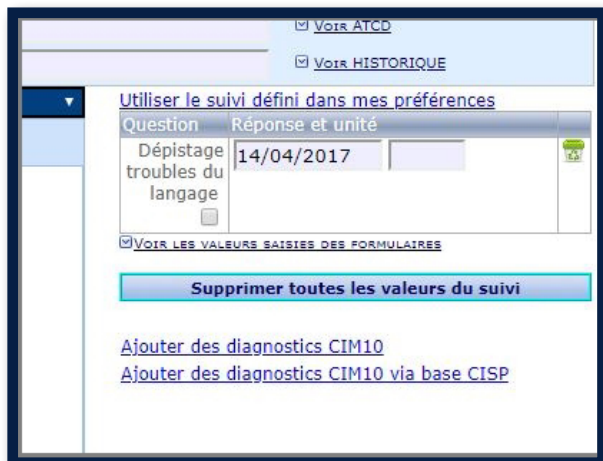 Voir ATCD
Voir HISTORIQUE
Utiliser le suivi défini dans mes préférences
Question Réponse et unité
Dépistage
troubles du
langage
14/04/2017
Voir les valeurs saisies des formulaires
Supprimer toutes les valeurs du suivi
Ajouter des diagnostics CIM10
Ajouter des diagnostics CIM10 via base CISP